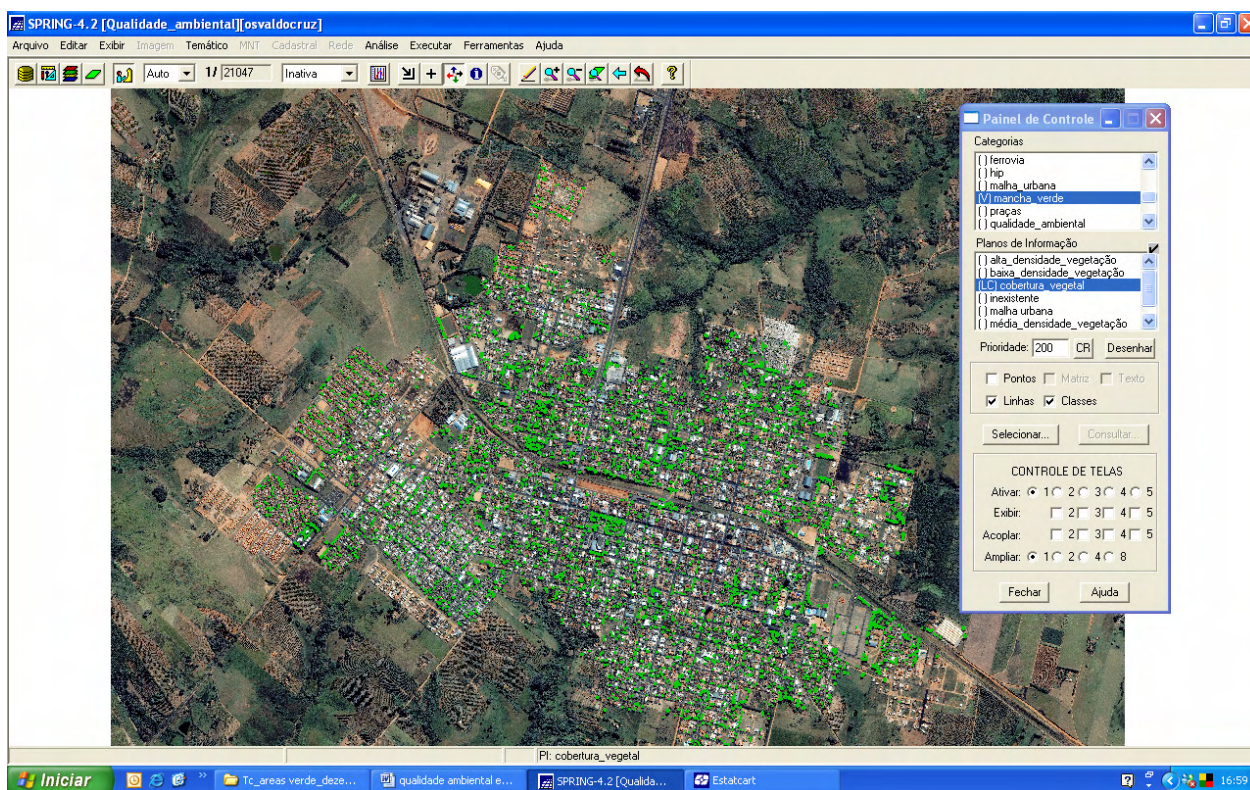 SPRING-4.2 [Qualidade_ambiental][osvaldocruz]
Arquivo Editar Exibir Imagem Temático MNT Cadastral Rede Análise Executar Ferramentas Ajuda
Auto 1/ 21047 Inativa
Painel de Controle
Categorias
( ) ferrovia
( ) hip
( ) malha_urbana
(V) mancha_verde
( ) praças
( ) qualidade_ambiental
Planos de Informação
( ) alta_densidade_vegetação
( ) baixa_densidade_vegetação
(LC) cobertura_vegetal
( ) inexistente
( ) malha urbana
( ) média_densidade_vegetação
Prioridade: 200 CR Desenhar
Pontos Matriz Texto
Linhas Classes
Selecionar... Consultar...
CONTROLE DE TELAS
Ativar: 1 2 3 4 5
Exibir: 2 3 4 5
Acoplar: 2 3 4 5
Ampliar: 1 2 4 8
Fechar Ajuda
PI: cobertura_vegetal
Iniciar » Tc_areas verde_deze... qualidade ambiental e... SPRING-4.2 [Qualida... Estatcart 16:59